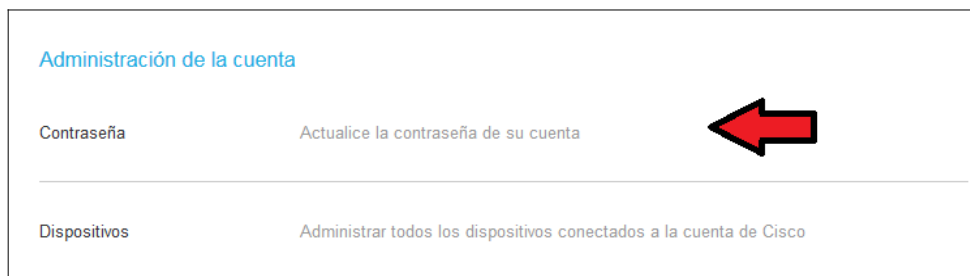 Administración de la cuenta
Contraseña Actualice la contraseña de su cuenta
Dispositivos Administrar todos los dispositivos conectados a la cuenta de Cisco